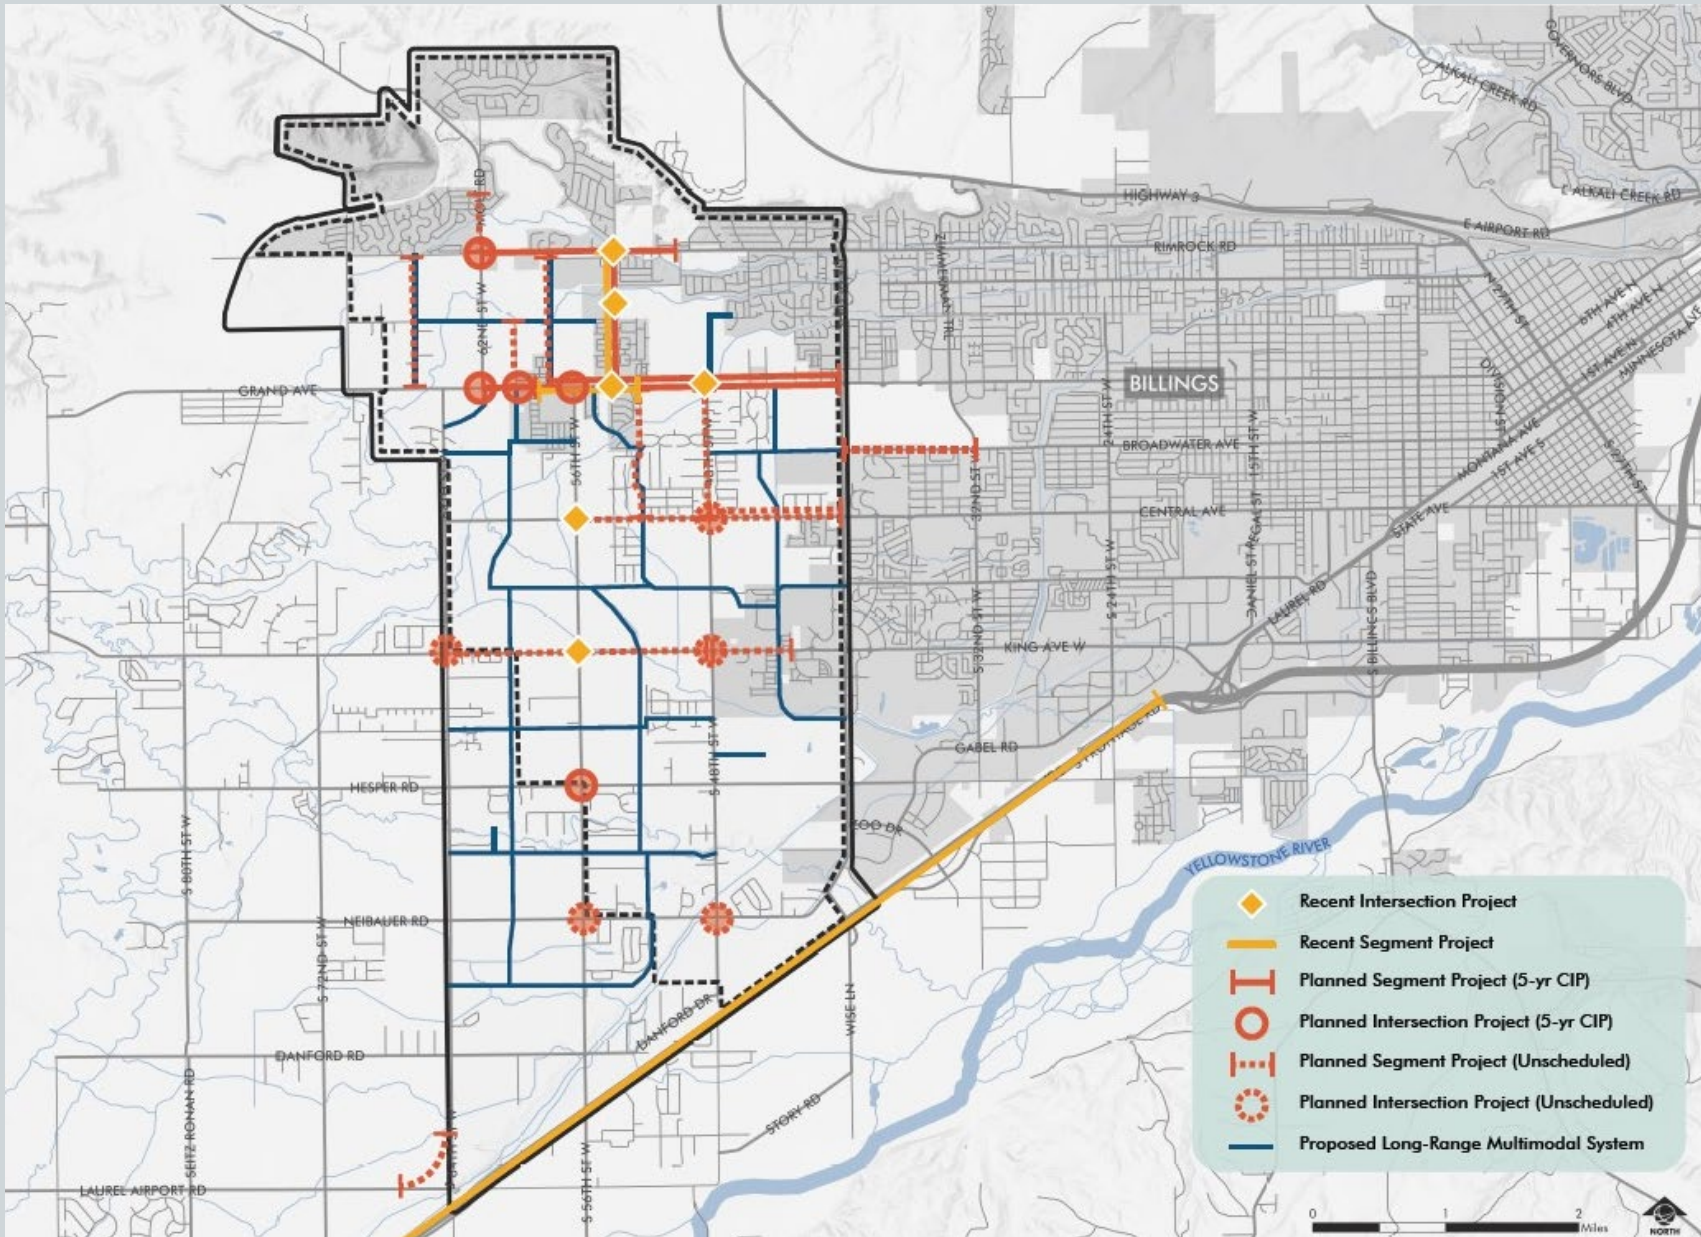 GOVERNORS BLVD
ALKALI CREEK RD
HIGHWAY 3
E ALKALI CREEK RD
E AIRPORT RD
RIMROCK RD
ZIMMERMAN TRL
62ND ST W
N 27TH ST
6TH AVE N
4TH AVE N
1ST AVE N
MINNESOTA AVE
DIVISION ST
GRAND AVE
BILLINGS
24TH ST W
15TH ST W
BROADWATER AVE
MONTANA AVE
1ST AVE S
S 27TH ST
56TH ST W
32ND ST W
CENTRAL AVE
STATE AVE
REGAL ST
DANIEL ST
S 24TH ST W
LAUREL RD
S BILLINGS BLVD
S 32ND ST W
KING AVE W
GABEL RD
S 48TH ST W
HESPER RD
ZOO DR
S 80TH ST W
YELLOWSTONE RIVER
NEIBAUER RD
S 72ND ST W
WISE LN
DANFORD DR
DANFORD RD
SEITZ RONAN RD
STORY RD
S 56TH ST W
LAUREL AIRPORT RD
Recent Intersection Project
Recent Segment Project
Planned Segment Project (5-yr CIP)
Planned Intersection Project (5-yr CIP)
Planned Segment Project (Unscheduled)
Planned Intersection Project (Unscheduled)
Proposed Long-Range Multimodal System
0 1 2
Miles
NORTH